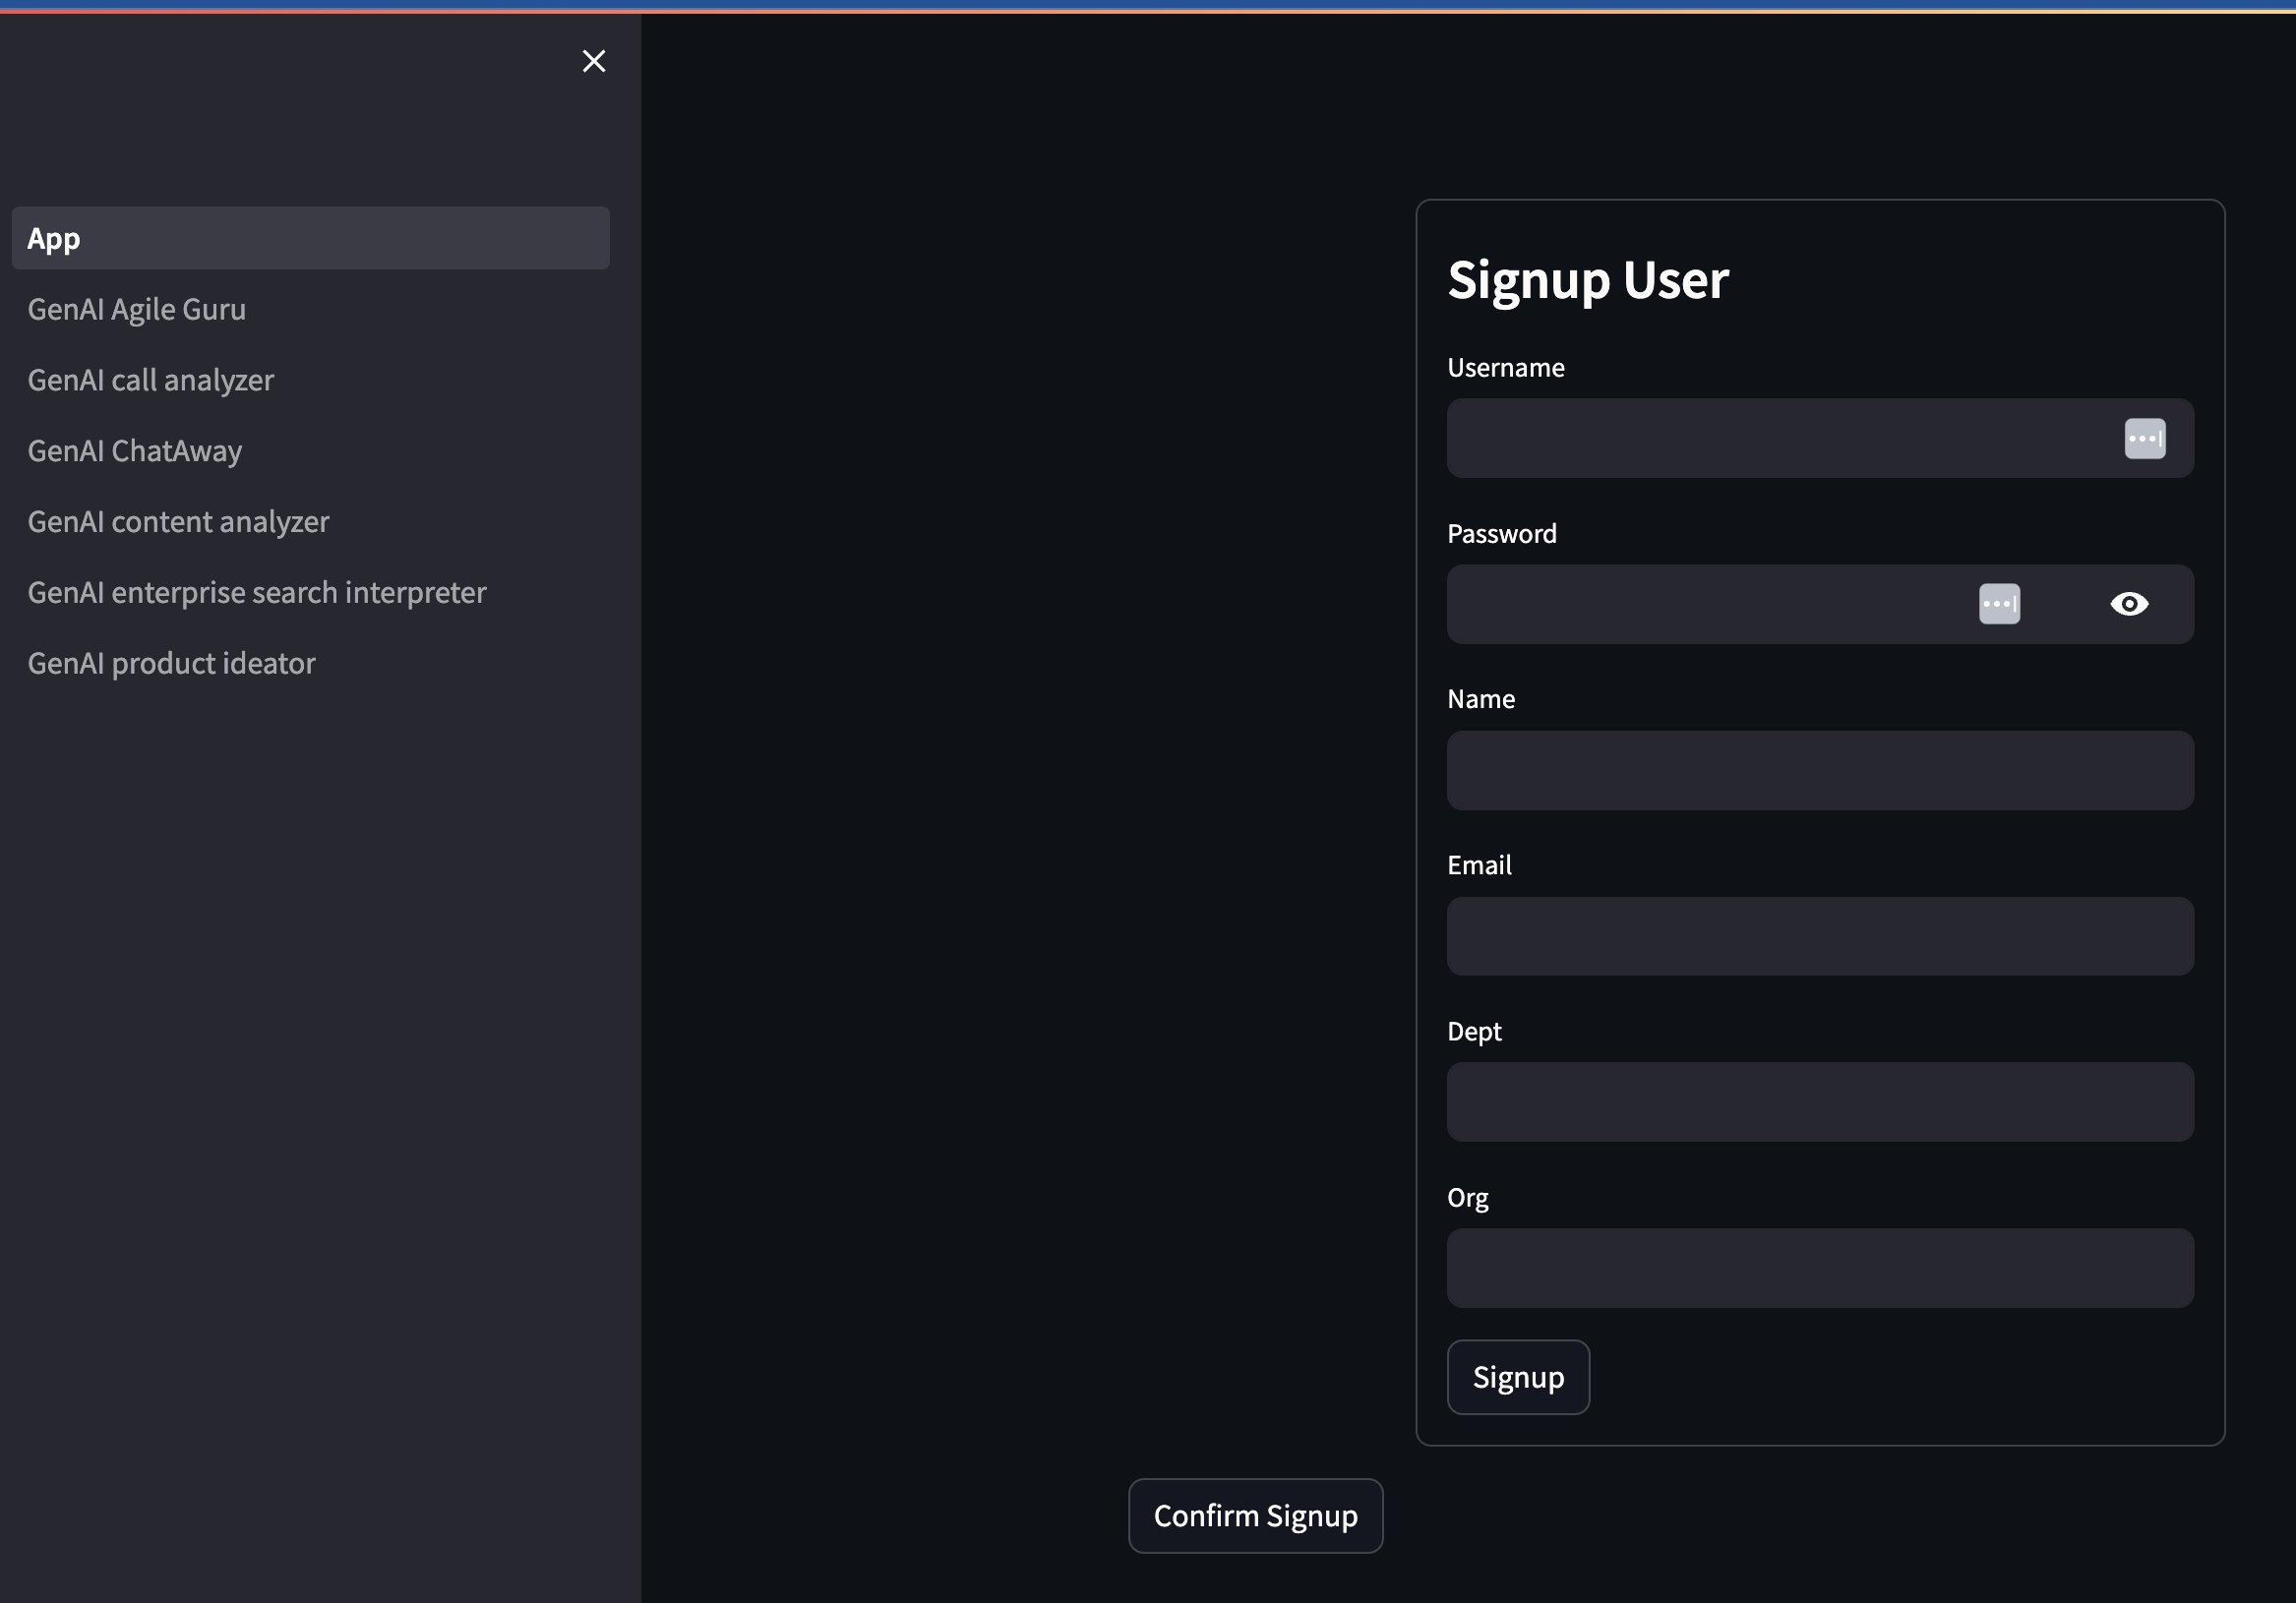 App
GenAI Agile Guru
GenAI call analyzer
GenAI ChatAway
GenAI content analyzer
GenAI enterprise search interpreter
GenAI product ideator
Signup User
Username
Password
Name
Email
Dept
Org
Signup
Confirm Signup